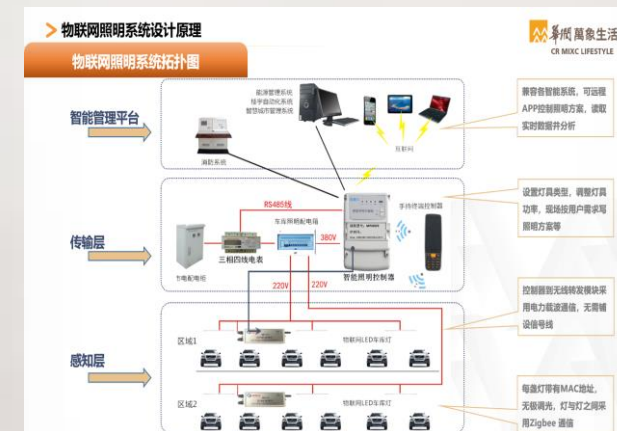 物联网照明系统设计原理
華潤萬象生活
CR MIXC LIFESTYLE
物联网照明系统拓扑图
智能管理平台
能源管理系统
楼宇自动化系统
智慧城市管理系统
消防系统
互联网
兼容各智能系统，可远程
APP控制照明方案，读取
实时数据并分析
传输层
RS485线
车库照明配电箱
380V
手持终端控制器
三相四线电表
市电配电柜
智能照明控制器
220V
220V
设置灯具类型，调整灯具
功率，现场按用户需求写
照明方案等
控制器到无线转发模块采
用电力载波通信，无需铺
设信号线
感知层
区域1
物联网LED车库灯
区域2
物联网LED车库灯
每盏灯带有MAC地址，
无极调光，灯与灯之间采
用Zigbee 通信